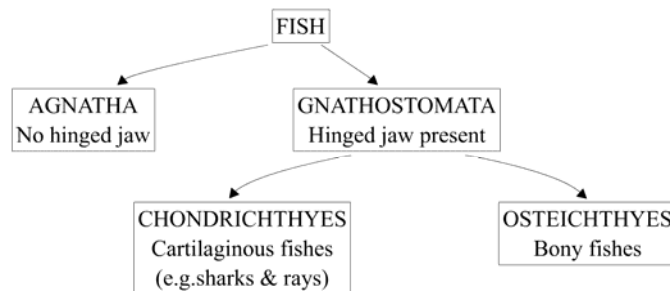 FISH
AGNATHA
No hinged jaw
GNATHOSTOMATA
Hinged jaw present
CHONDRICHTHYES
Cartilaginous fishes
(e.g.sharks & rays)
OSTEICHTHYES
Bony fishes